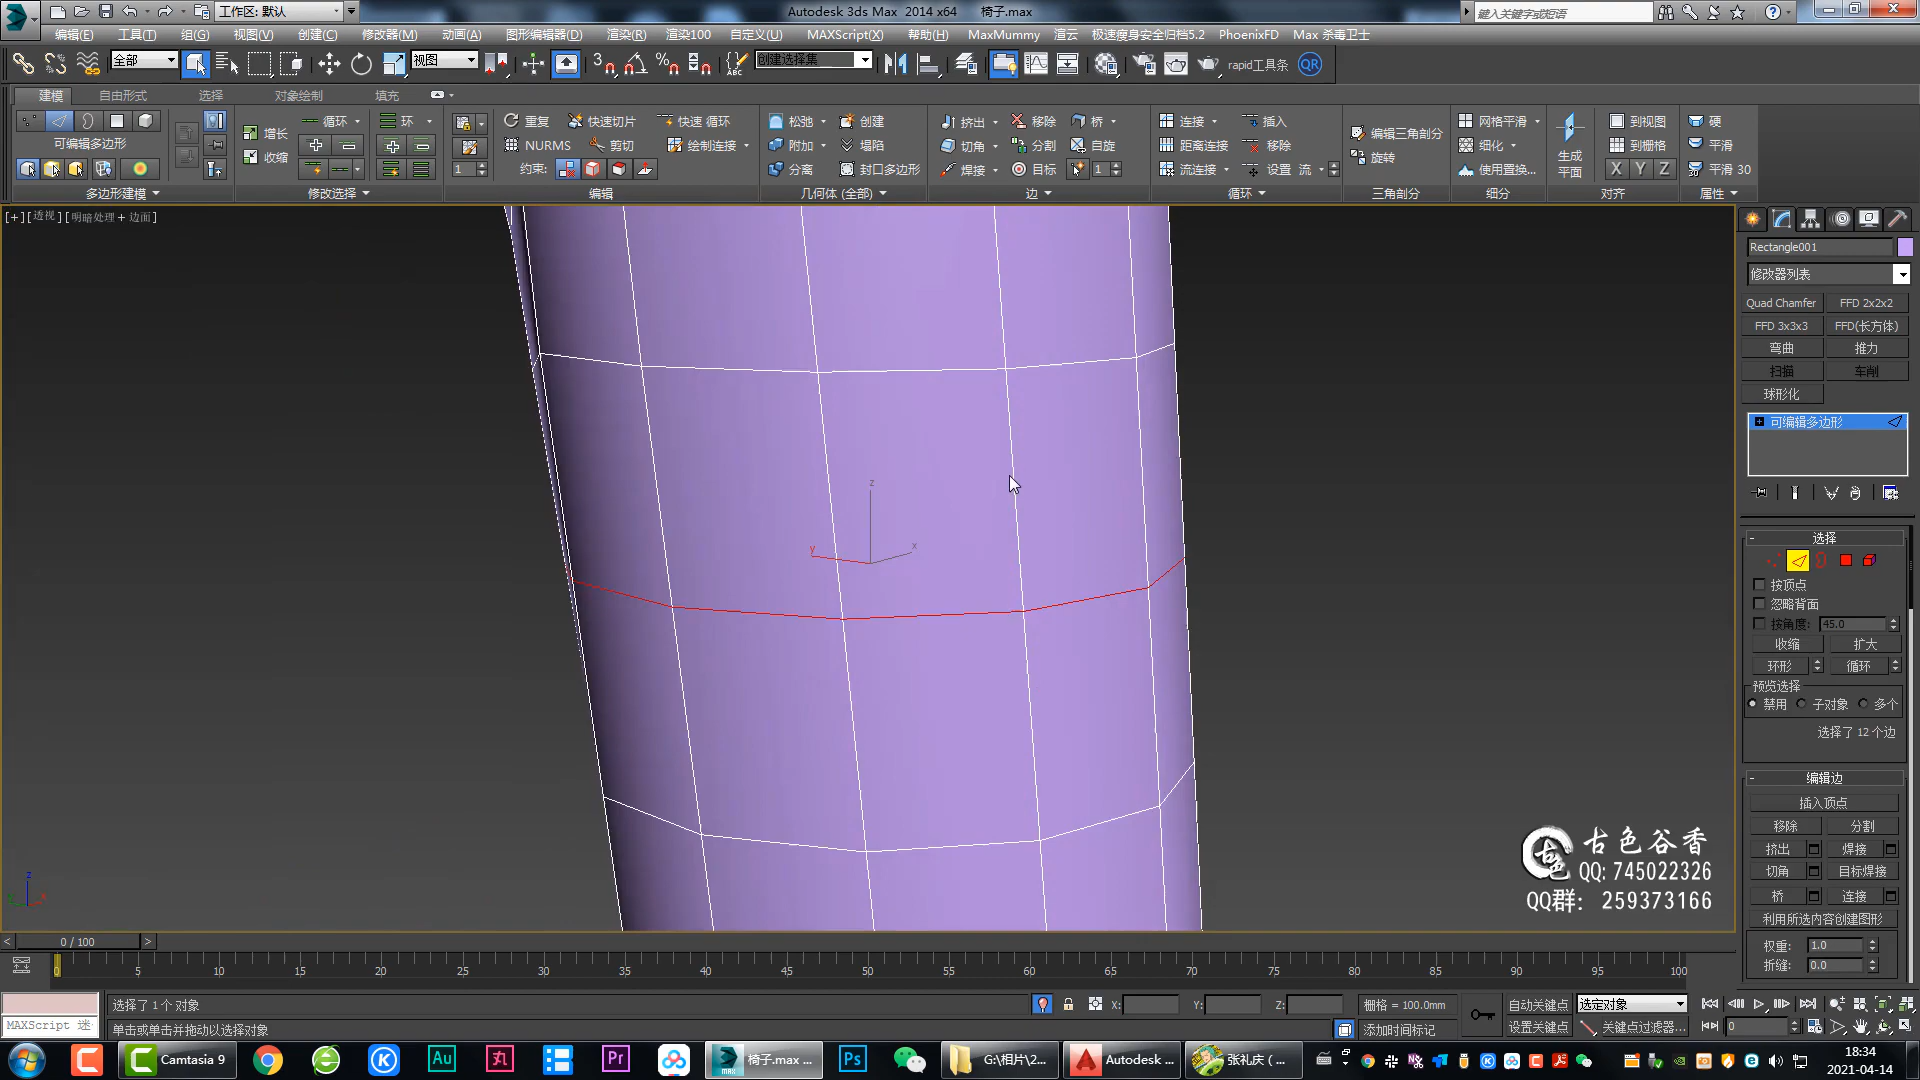 工作区: 默认
Autodesk 3ds Max 2014 x64 椅子.max
键入关键字或短语
编辑(E) 工具(T) 组(G) 视图(V) 创建(C) 修改器(M) 动画(A) 图形编辑器(D) 渲染(R) 渲染100 自定义(U) MAXScript(X) 帮助(H) MaxMummy 渲云 极速瘦身安全归档5.2 PhoenixFD Max 杀毒卫士
全部 视图 创建选择集 rapid工具条 QR
建模 自由形式 选择 对象绘制 填充
增长 循环 环 重复 快速切片 快速 循环 松弛 创建 挤出 移除 桥 连接 插入 网格平滑 到视图 硬
可编辑多边形 收缩 NURMS 剪切 绘制连接 附加 塌陷 切角 分割 自旋 距离连接 移除 编辑三角剖分 细化 到栅格 平滑
1 约束: 分离 封口多边形 焊接 目标 1 流连接 设置 流 旋转 使用置换... 生成平面 X Y Z 平滑 30
多边形建模 修改选择 编辑 几何体 (全部) 边 循环 三角剖分 细分 对齐 属性
[+][透视][明暗处理+边面]
Rectangle001
修改器列表
Quad Chamfer FFD 2x2x2
FFD 3x3x3 FFD(长方体)
弯曲 推力
扫描 车削
球形化
可编辑多边形
z
y
x
选择
按顶点
忽略背面
按角度: 45.0
收缩 扩大
环形 循环
预览选择
禁用 子对象 多个
选择了 12 个边
编辑边
插入顶点
移除 分割
挤出 焊接
切角 目标焊接
桥 连接
利用所选内容创建图形
权重: 1.0
折缝: 0.0
古色谷香
QQ: 745022326
QQ群: 259373166
z
0 / 100
0 5 10 15 20 25 30 35 40 45 50 55 60 65 70 75 80 85 90 95 100
选择了 1 个 对象 X: Y: Z: 栅格 = 100.0mm 自动关键点 选定对象
MAXScript 迷 单击或单击并拖动以选择对象 添加时间标记 设置关键点 关键点过滤器... 0
Camtasia 9 Au 丸 Pr 椅子.max ... Ps G:\相片\2... Autodesk ... 张礼庆 (...
18:34
2021-04-14